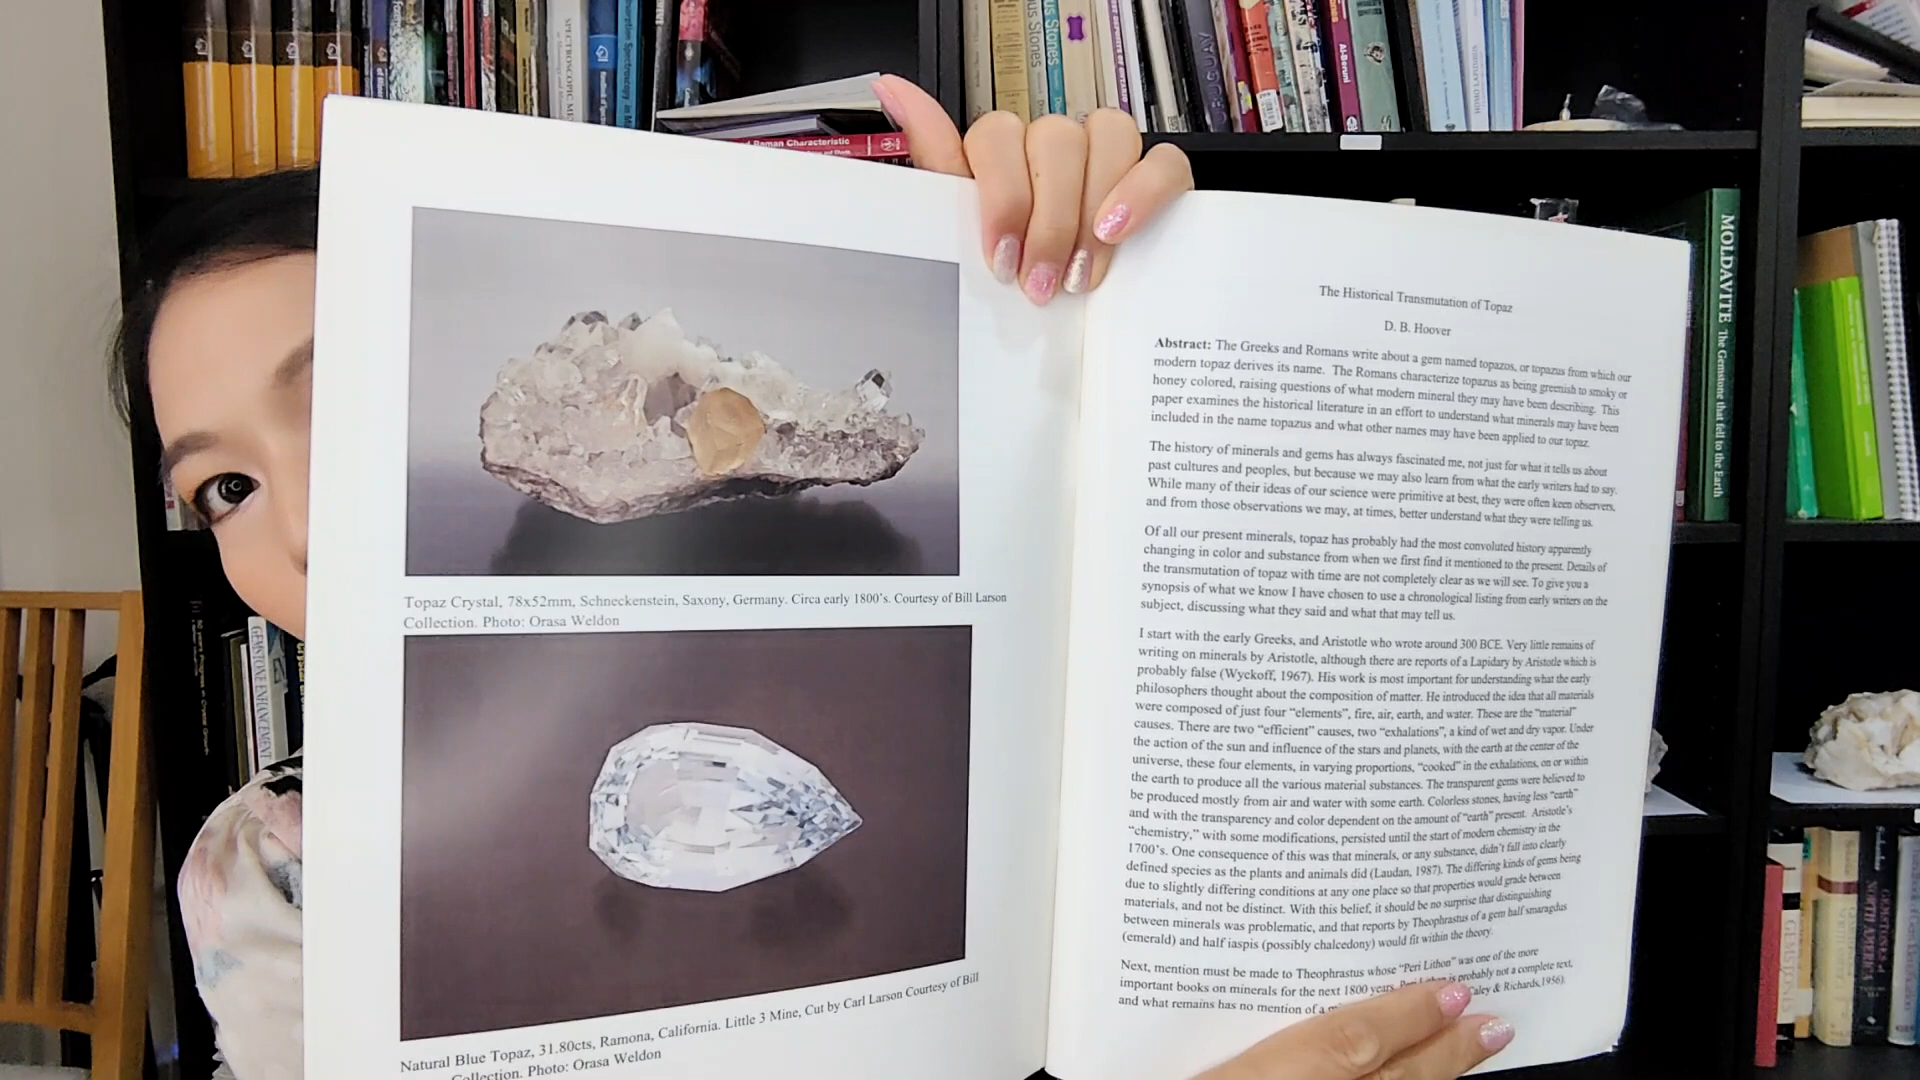 SPECTROSCOPIC
us Stones
us Stones
URUGUAY
Al-Beruni
Raman Characteristic
MOLDAVITE The Gemstone that fell to the Earth
GEMSTONE ENHANCEMENT
Topaz Crystal, 78x52mm, Schneckenstein, Saxony, Germany. Circa early 1800's. Courtesy of Bill Larson
Collection. Photo: Orasa Weldon
Natural Blue Topaz, 31.80cts, Ramona, California. Little 3 Mine, Cut by Carl Larson Courtesy of Bill
Collection. Photo: Orasa Weldon
The Historical Transmutation of Topaz
D. B. Hoover
Abstract: The Greeks and Romans write about a gem named topazos, or topazus from which our
modern topaz derives its name. The Romans characterize topazus as being greenish to smoky or
honey colored, raising questions of what modern mineral they may have been describing. This
paper examines the historical literature in an effort to understand what minerals may have been
included in the name topazus and what other names may have been applied to our topaz.
The history of minerals and gems has always fascinated me, not just for what it tells us about
past cultures and peoples, but because we may also learn from what the early writers had to say.
While many of their ideas of our science were primitive at best, they were often keen observers,
and from those observations we may, at times, better understand what they were telling us.
Of all our present minerals, topaz has probably had the most convoluted history apparently
changing in color and substance from when we first find it mentioned to the present. Details of
the transmutation of topaz with time are not completely clear as we will see. To give you a
synopsis of what we know I have chosen to use a chronological listing from early writers on the
subject, discussing what they said and what that may tell us.
I start with the early Greeks, and Aristotle who wrote around 300 BCE. Very little remains of
writing on minerals by Aristotle, although there are reports of a Lapidary by Aristotle which is
probably false (Wyckoff, 1967). His work is most important for understanding what the early
philosophers thought about the composition of matter. He introduced the idea that all materials
were composed of just four "elements", fire, air, earth, and water. These are the "material"
causes. There are two "efficient" causes, two "exhalations", a kind of wet and dry vapor. Under
the action of the sun and influence of the stars and planets, with the earth at the center of the
universe, these four elements, in varying proportions, "cooked" in the exhalations, on or within
the earth to produce all the various material substances. The transparent gems were believed to
be produced mostly from air and water with some earth. Colorless stones, having less "earth"
and with the transparency and color dependent on the amount of "earth" present. Aristotle's
"chemistry," with some modifications, persisted until the start of modern chemistry in the
1700's. One consequence of this was that minerals, or any substance, didn't fall into clearly
defined species as the plants and animals did (Laudan, 1987). The differing kinds of gems being
due to slightly differing conditions at any one place so that properties would grade between
materials, and not be distinct. With this belief, it should be no surprise that distinguishing
between minerals was problematic, and that reports by Theophrastus of a gem half smaragdus
(emerald) and half iaspis (possibly chalcedony) would fit within the theory.
Next, mention must be made to Theophrastus whose "Peri Lithon" was one of the more
important books on minerals for the next 1800 years. Peri is probably not a complete text,
and what remains has no mention of a Caley & Richards, 1956).